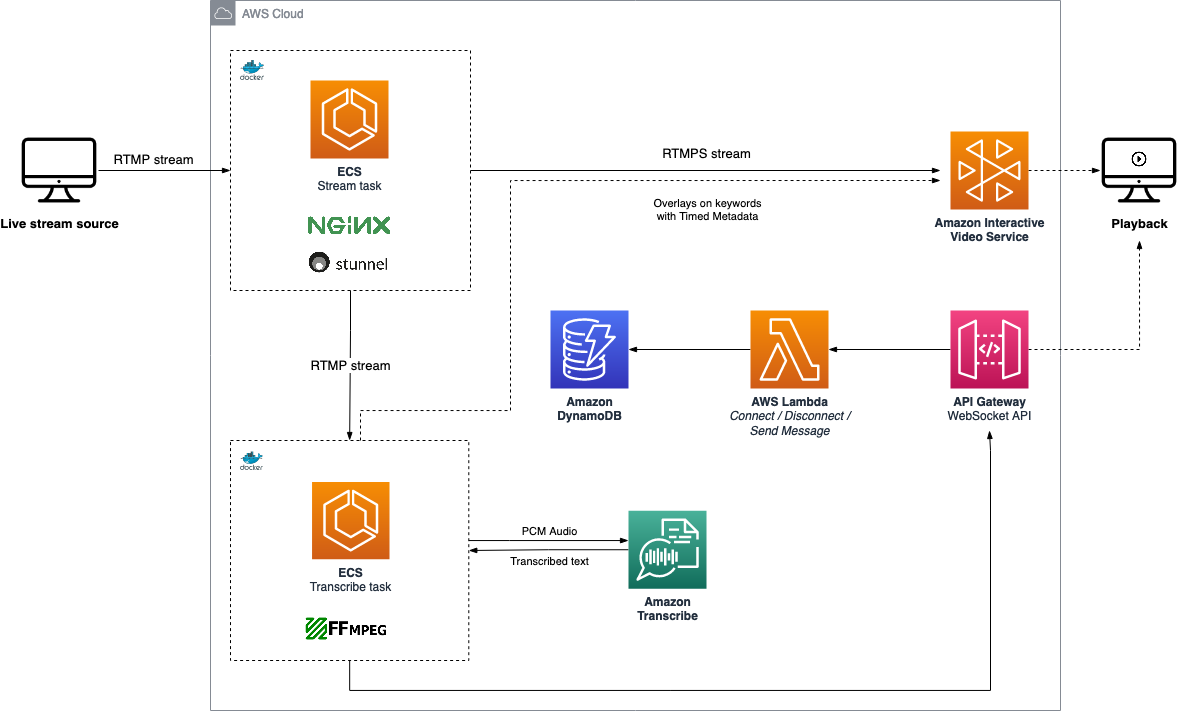 AWS Cloud
docker
ECS
Stream task
NGINX
stunnel
RTMP stream
Live stream source
RTMPS stream
Overlays on keywords
with Timed Metadata
Amazon Interactive
Video Service
Playback
RTMP stream
Amazon
DynamoDB
AWS Lambda
Connect / Disconnect /
Send Message
</>
API Gateway
WebSocket API
docker
ECS
Transcribe task
FFMPEG
PCM Audio
Transcribed text
Amazon
Transcribe